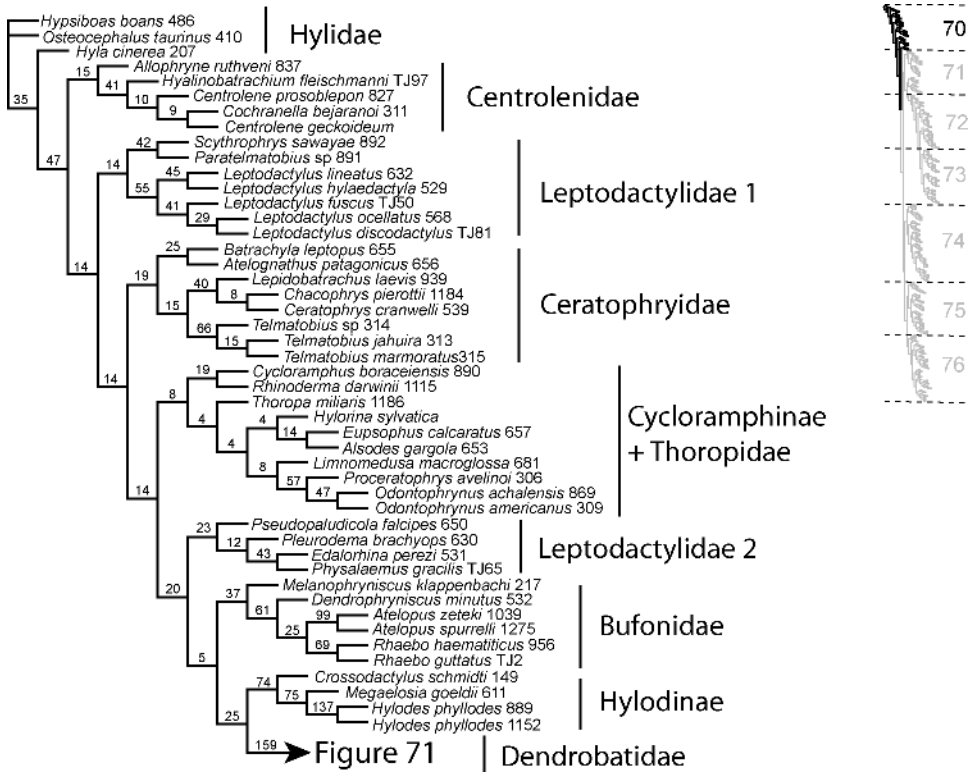 Hypsiboas boans 486
Osteocephalus taurinus 410
Hyla cinerea 207
Hylidae
35
15
Allophryne ruthveni 837
41
Hyalinobatrachium fleischmanni TJ97
10
Centrolene prosoblepon 827
9
Cochranella bejaranoi 311
Centrolene geckoideum
Centrolenidae
47
14
42
Scythrophrys sawayae 892
Paratelmatobius sp 891
55
45
Leptodactylus lineatus 632
Leptodactylus hylaedactyla 529
41
Leptodactylus fuscus TJ50
29
Leptodactylus ocellatus 568
Leptodactylus discodactylus TJ81
Leptodactylidae 1
14
19
25
Batrachyla leptopus 655
Atelognathus patagonicus 656
15
40
Lepidobatrachus laevis 939
8
Chacophrys pierottii 1184
Ceratophrys cranwelli 539
66
Telmatobius sp 314
15
Telmatobius jahuira 313
Telmatobius marmoratus315
Ceratophryidae
14
8
19
Cycloramphus boraceiensis 890
Rhinoderma darwinii 1115
4
Thoropa miliaris 1186
4
4
Hylorina sylvatica
14
Eupsophus calcaratus 657
Alsodes gargola 653
8
Limnomedusa macroglossa 681
57
Proceratophrys avelinoi 306
47
Odontophrynus achalensis 869
Odontophrynus americanus 309
Cycloramphinae
+ Thoropidae
14
20
23
Pseudopaludicola falcipes 650
12
Pleurodema brachyops 630
43
Edalorhina perezi 531
Physalaemus gracilis TJ65
Leptodactylidae 2
5
37
Melanophryniscus klappenbachi 217
61
Dendrophryniscus minutus 532
25
99
Atelopus zeteki 1039
Atelopus spurrelli 1275
69
Rhaebo haematiticus 956
Rhaebo guttatus TJ2
Bufonidae
25
74
Crossodactylus schmidti 149
75
Megaelosia goeldii 611
137
Hylodes phyllodes 889
Hylodes phyllodes 1152
Hylodinae
159
Figure 71
Dendrobatidae
70
71
72
73
74
75
76